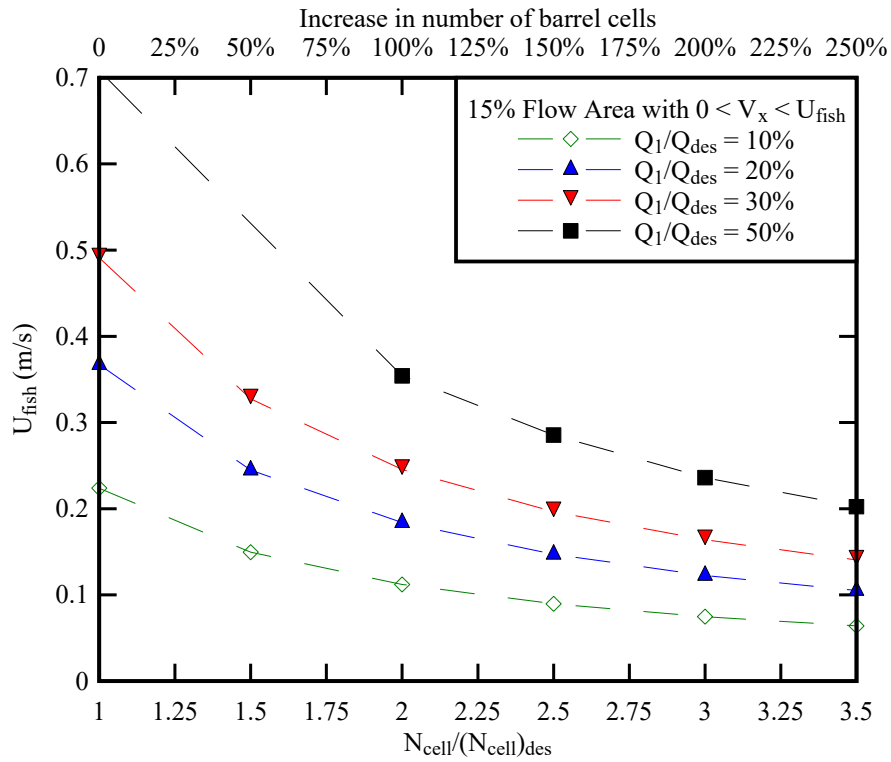 Increase in number of barrel cells
0 25% 50% 75% 100% 125% 150% 175% 200% 225% 250%
15% Flow Area with 0 < Vx < Ufish
Q1/Qdes = 10%
Q1/Qdes = 20%
Q1/Qdes = 30%
Q1/Qdes = 50%
Ufish (m/s)
0.7
0.6
0.5
0.4
0.3
0.2
0.1
0
1 1.25 1.5 1.75 2 2.25 2.5 2.75 3 3.25 3.5
Ncell/(Ncell)des